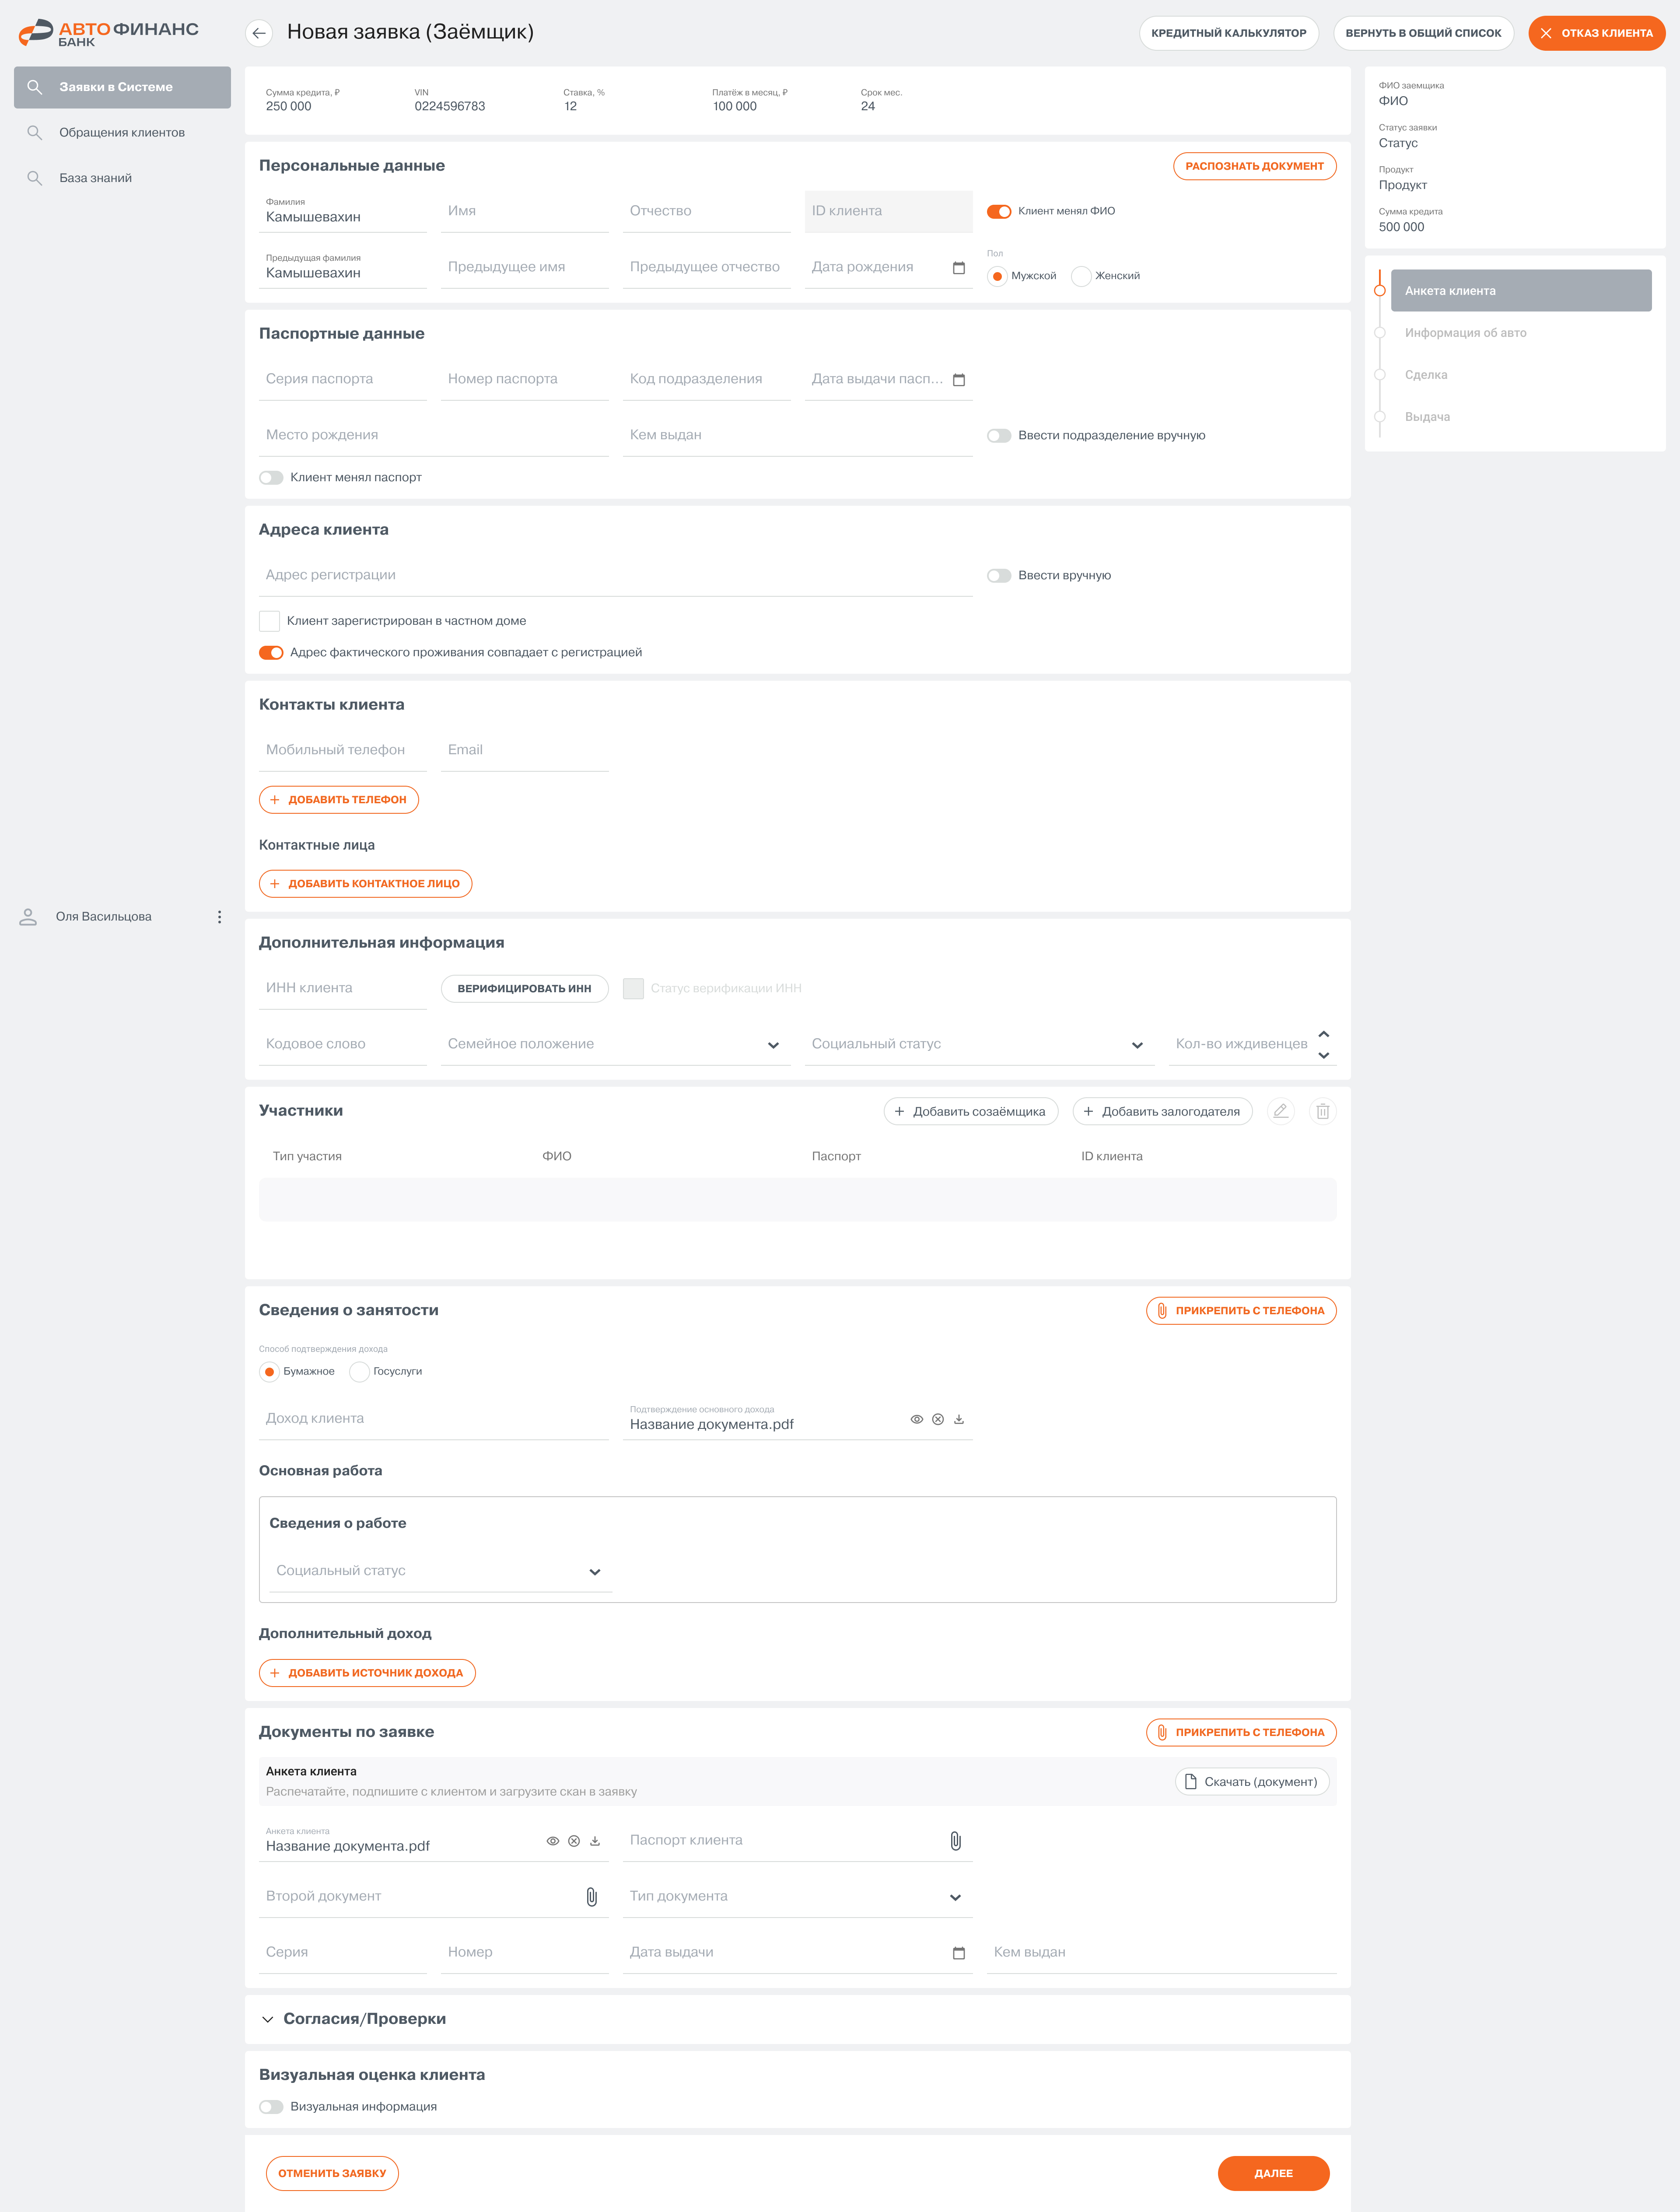 АВТО ФИНАНС
БАНК
Новая заявка (Заёмщик)
КРЕДИТНЫЙ КАЛЬКУЛЯТОР
ВЕРНУТЬ В ОБЩИЙ СПИСОК
ОТКАЗ КЛИЕНТА
Заявки в Системе
Обращения клиентов
База знаний
Оля Васильцова
Сумма кредита, ₽ VIN Ставка, % Платёж в месяц, ₽ Срок мес.
250 000 0224596783 12 100 000 24
Персональные данные
РАСПОЗНАТЬ ДОКУМЕНТ
Фамилия
Камышевахин Имя Отчество ID клиента Клиент менял ФИО
Предыдущая фамилия Пол
Камышевахин Предыдущее имя Предыдущее отчество Дата рождения Мужской Женский
Паспортные данные
Серия паспорта Номер паспорта Код подразделения Дата выдачи пасп...
Место рождения Кем выдан Ввести подразделение вручную
Клиент менял паспорт
Адреса клиента
Адрес регистрации Ввести вручную
Клиент зарегистрирован в частном доме
Адрес фактического проживания совпадает с регистрацией
Контакты клиента
Мобильный телефон Email
ДОБАВИТЬ ТЕЛЕФОН
Контактные лица
ДОБАВИТЬ КОНТАКТНОЕ ЛИЦО
Дополнительная информация
ИНН клиента ВЕРИФИЦИРОВАТЬ ИНН Статус верификации ИНН
Кодовое слово Семейное положение Социальный статус Кол-во иждивенцев
Участники Добавить созаёмщика Добавить залогодателя
Тип участия ФИО Паспорт ID клиента
Сведения о занятости ПРИКРЕПИТЬ С ТЕЛЕФОНА
Способ подтверждения дохода
Бумажное Госуслуги
Подтверждение основного дохода
Доход клиента Название документа.pdf
Основная работа
Сведения о работе
Социальный статус
Дополнительный доход
ДОБАВИТЬ ИСТОЧНИК ДОХОДА
Документы по заявке ПРИКРЕПИТЬ С ТЕЛЕФОНА
Анкета клиента
Распечатайте, подпишите с клиентом и загрузите скан в заявку
Скачать (документ)
Анкета клиента
Название документа.pdf Паспорт клиента
Второй документ Тип документа
Серия Номер Дата выдачи Кем выдан
Согласия/Проверки
Визуальная оценка клиента
Визуальная информация
ОТМЕНИТЬ ЗАЯВКУ ДАЛЕЕ
ФИО заемщика
ФИО
Статус заявки
Статус
Продукт
Продукт
Сумма кредита
500 000
Анкета клиента
Информация об авто
Сделка
Выдача